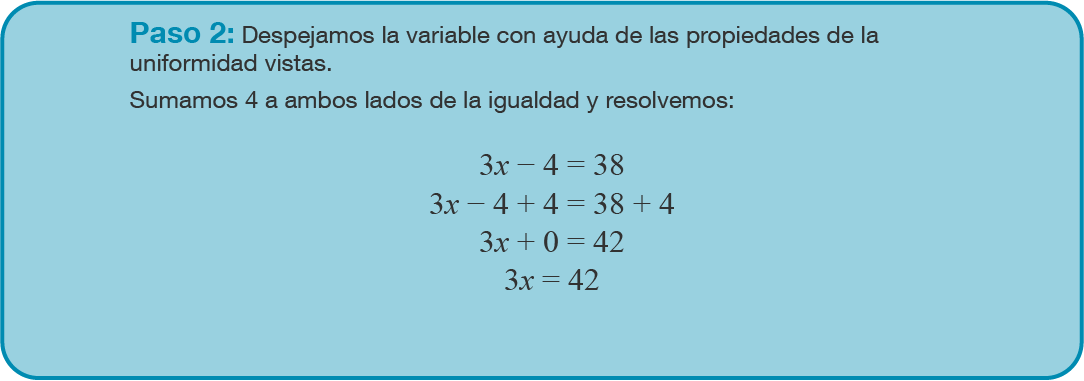 Paso 2: Despejamos la variable con ayuda de las propiedades de la
uniformidad vistas.
Sumamos 4 a ambos lados de la igualdad y resolvemos:
3x − 4 = 38
3x − 4 + 4 = 38 + 4
3x + 0 = 42
3x = 42